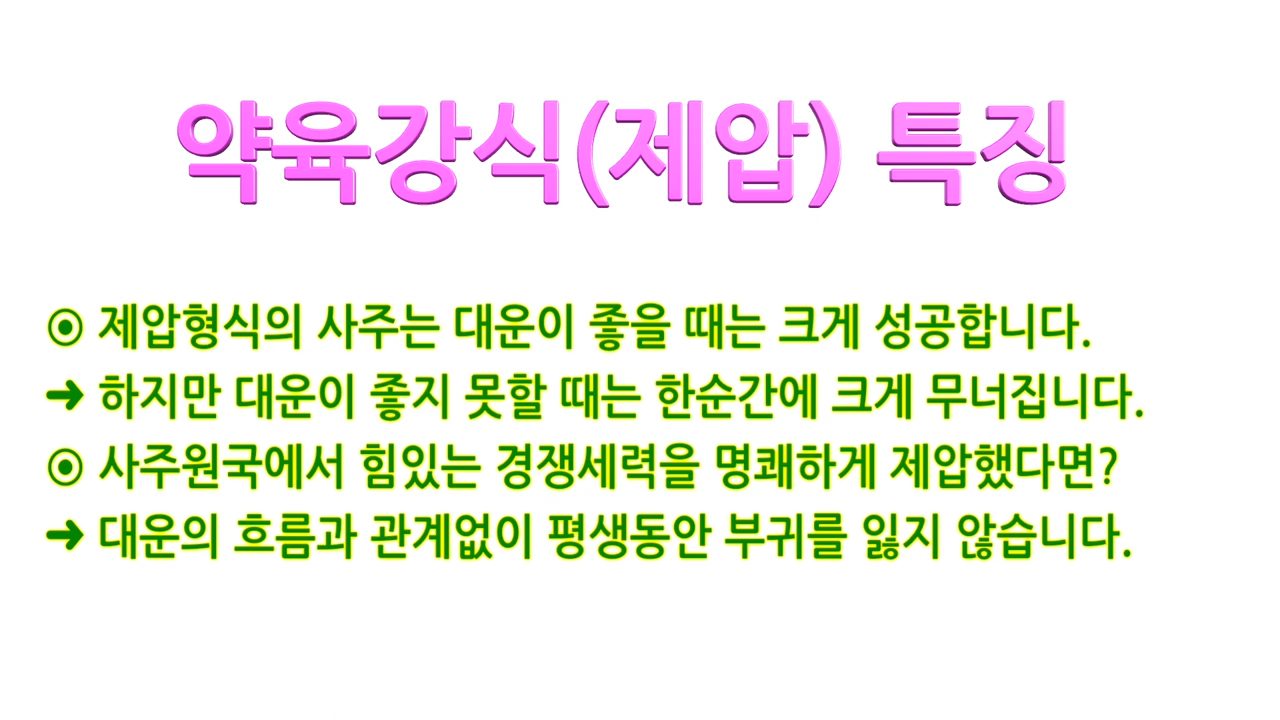 약육강식(제압) 특징
⊙ 제압형식의 사주는 대운이 좋을 때는 크게 성공합니다.
➜ 하지만 대운이 좋지 못할 때는 한순간에 크게 무너집니다.
⊙ 사주원국에서 힘있는 경쟁세력을 명쾌하게 제압했다면?
➜ 대운의 흐름과 관계없이 평생동안 부귀를 잃지 않습니다.